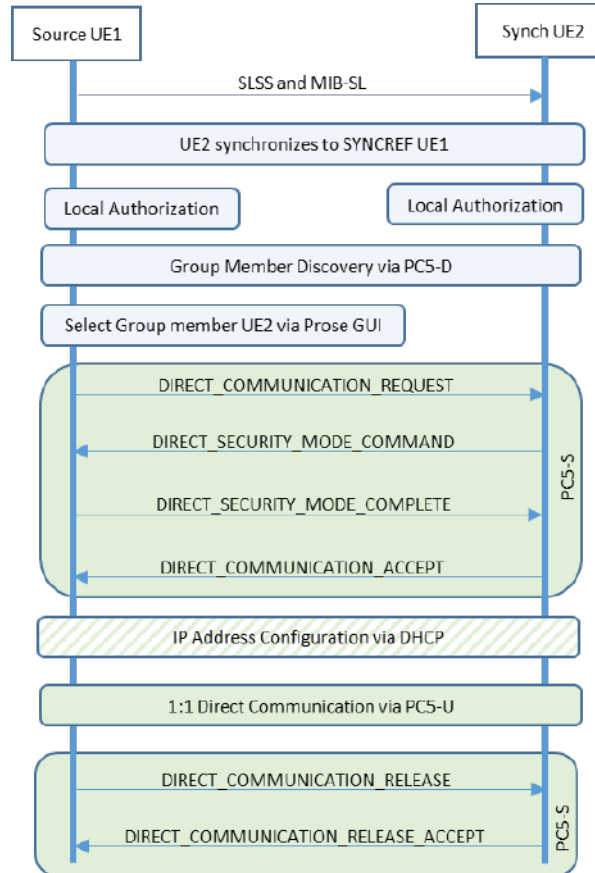 Source UE1
Synch UE2
SLSS and MIB-SL
UE2 synchronizes to SYNCREF UE1
Local Authorization
Local Authorization
Group Member Discovery via PC5-D
Select Group member UE2 via Prose GUI
DIRECT_COMMUNICATION_REQUEST
DIRECT_SECURITY_MODE_COMMAND
PC5-S
DIRECT_SECURITY_MODE_COMPLETE
DIRECT_COMMUNICATION_ACCEPT
IP Address Configuration via DHCP
1:1 Direct Communication via PC5-U
DIRECT_COMMUNICATION_RELEASE
DIRECT_COMMUNICATION_RELEASE_ACCEPT
PC5-S